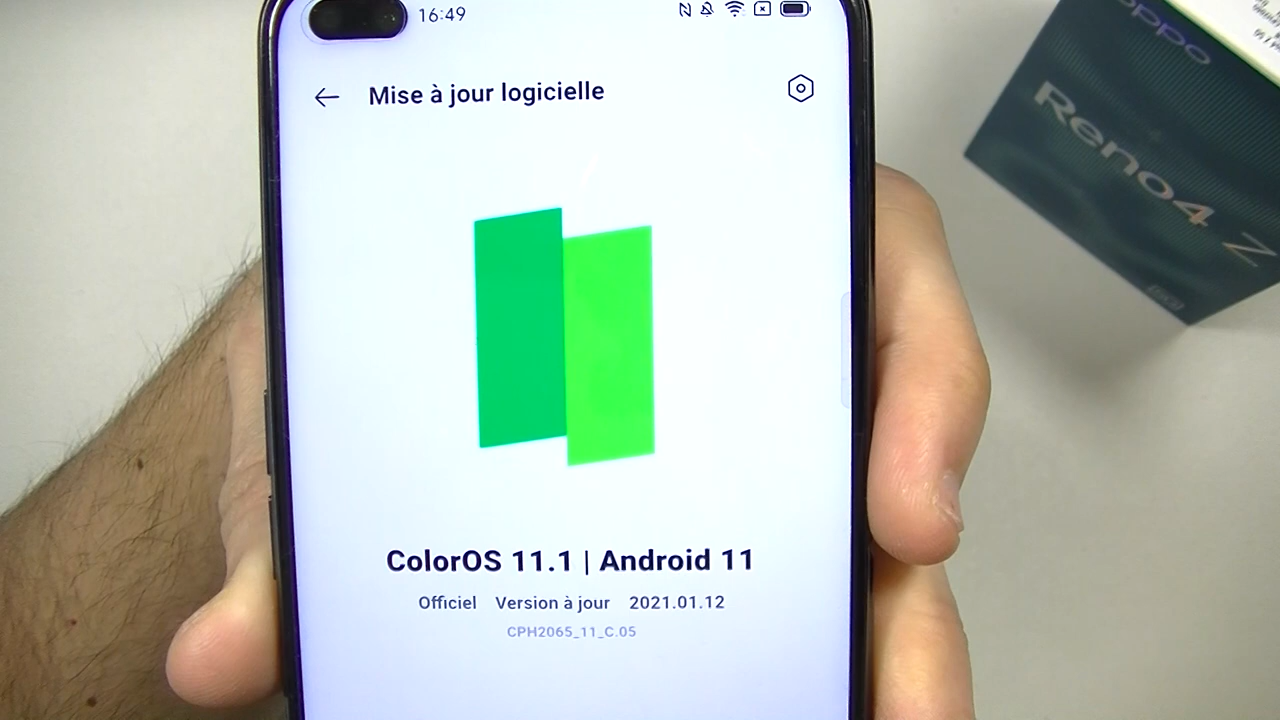 16:49
Mise à jour logicielle
oppo
Reno4 Z
ColorOS 11.1 | Android 11
Officiel Version à jour 2021.01.12
CPH2065_11_C.05